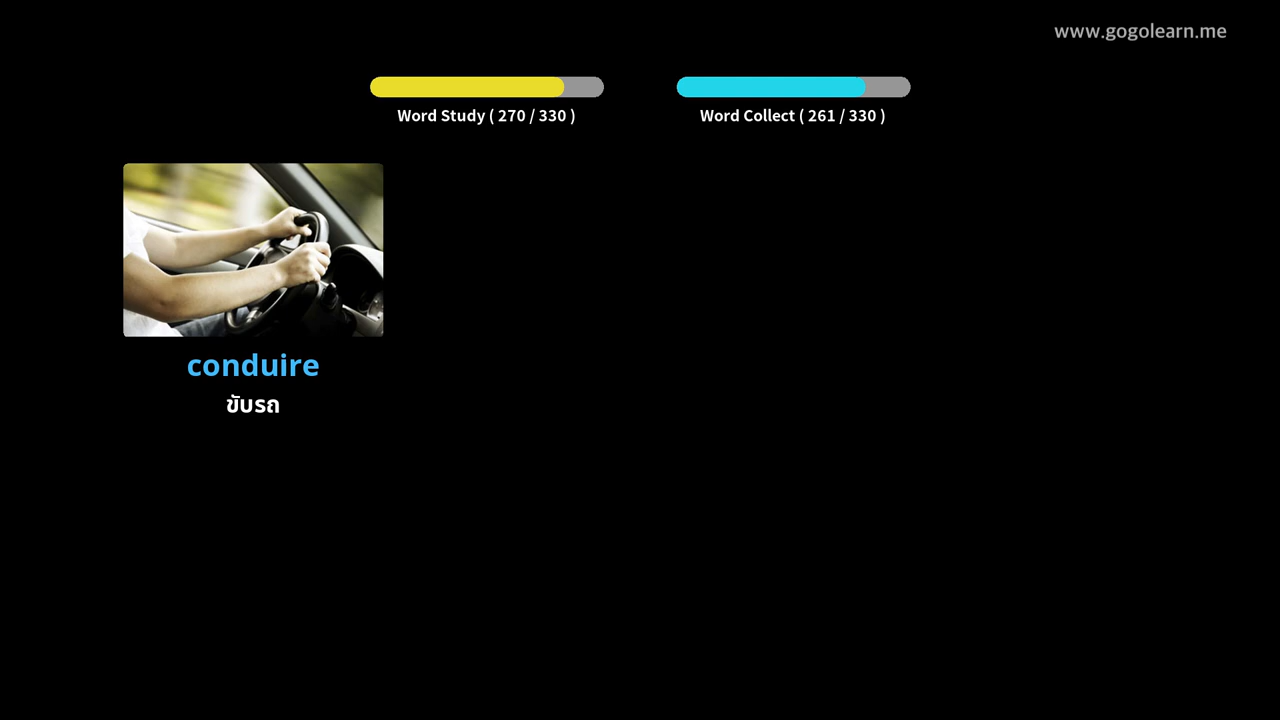 www.gogolearn.me
Word Study ( 270 / 330 )
Word Collect ( 261 / 330 )
conduire
ขับรถ